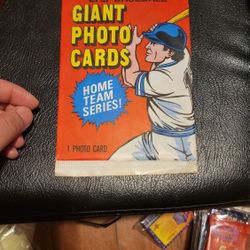 GIANT PHOTO
CARDS
HOME
TEAM
SERIES!
1 PHOTO CARD